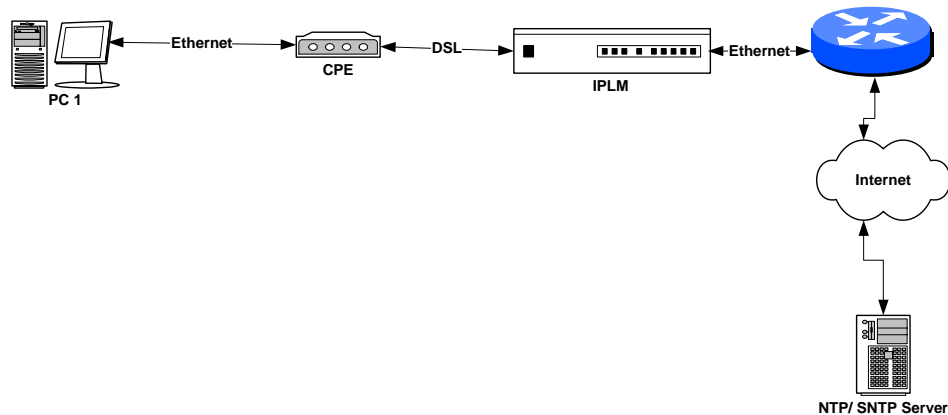 Ethernet
DSL
Ethernet
PC 1
CPE
IPLM
Internet
NTP/ SNTP Server